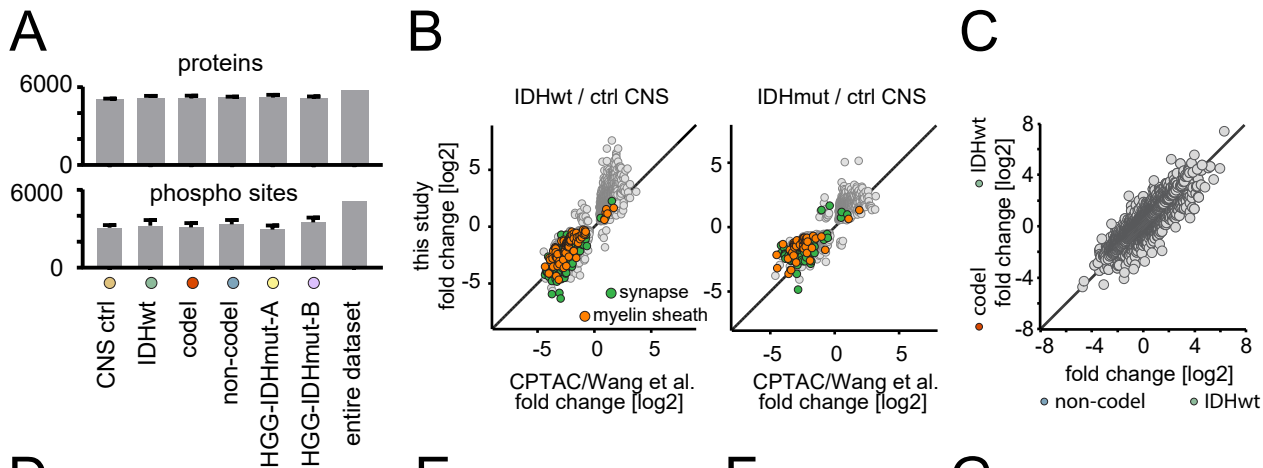 A
proteins
6000
0
6000
phospho sites
0
CNS ctrl
IDHwt
codel
non-codel
HGG-IDHmut-A
HGG-IDHmut-B
entire dataset
B
IDHwt / ctrl CNS
this study
fold change [log2]
5
0
-5
synapse
myelin sheath
-5
0
5
CPTAC/Wang et al.
fold change [log2]
IDHmut / ctrl CNS
5
0
-5
-5
0
5
CPTAC/Wang et al.
fold change [log2]
C
codel
IDHwt
fold change [log2]
8
4
0
-4
-8
-8
-4
0
4
8
fold change [log2]
non-codel
IDHwt